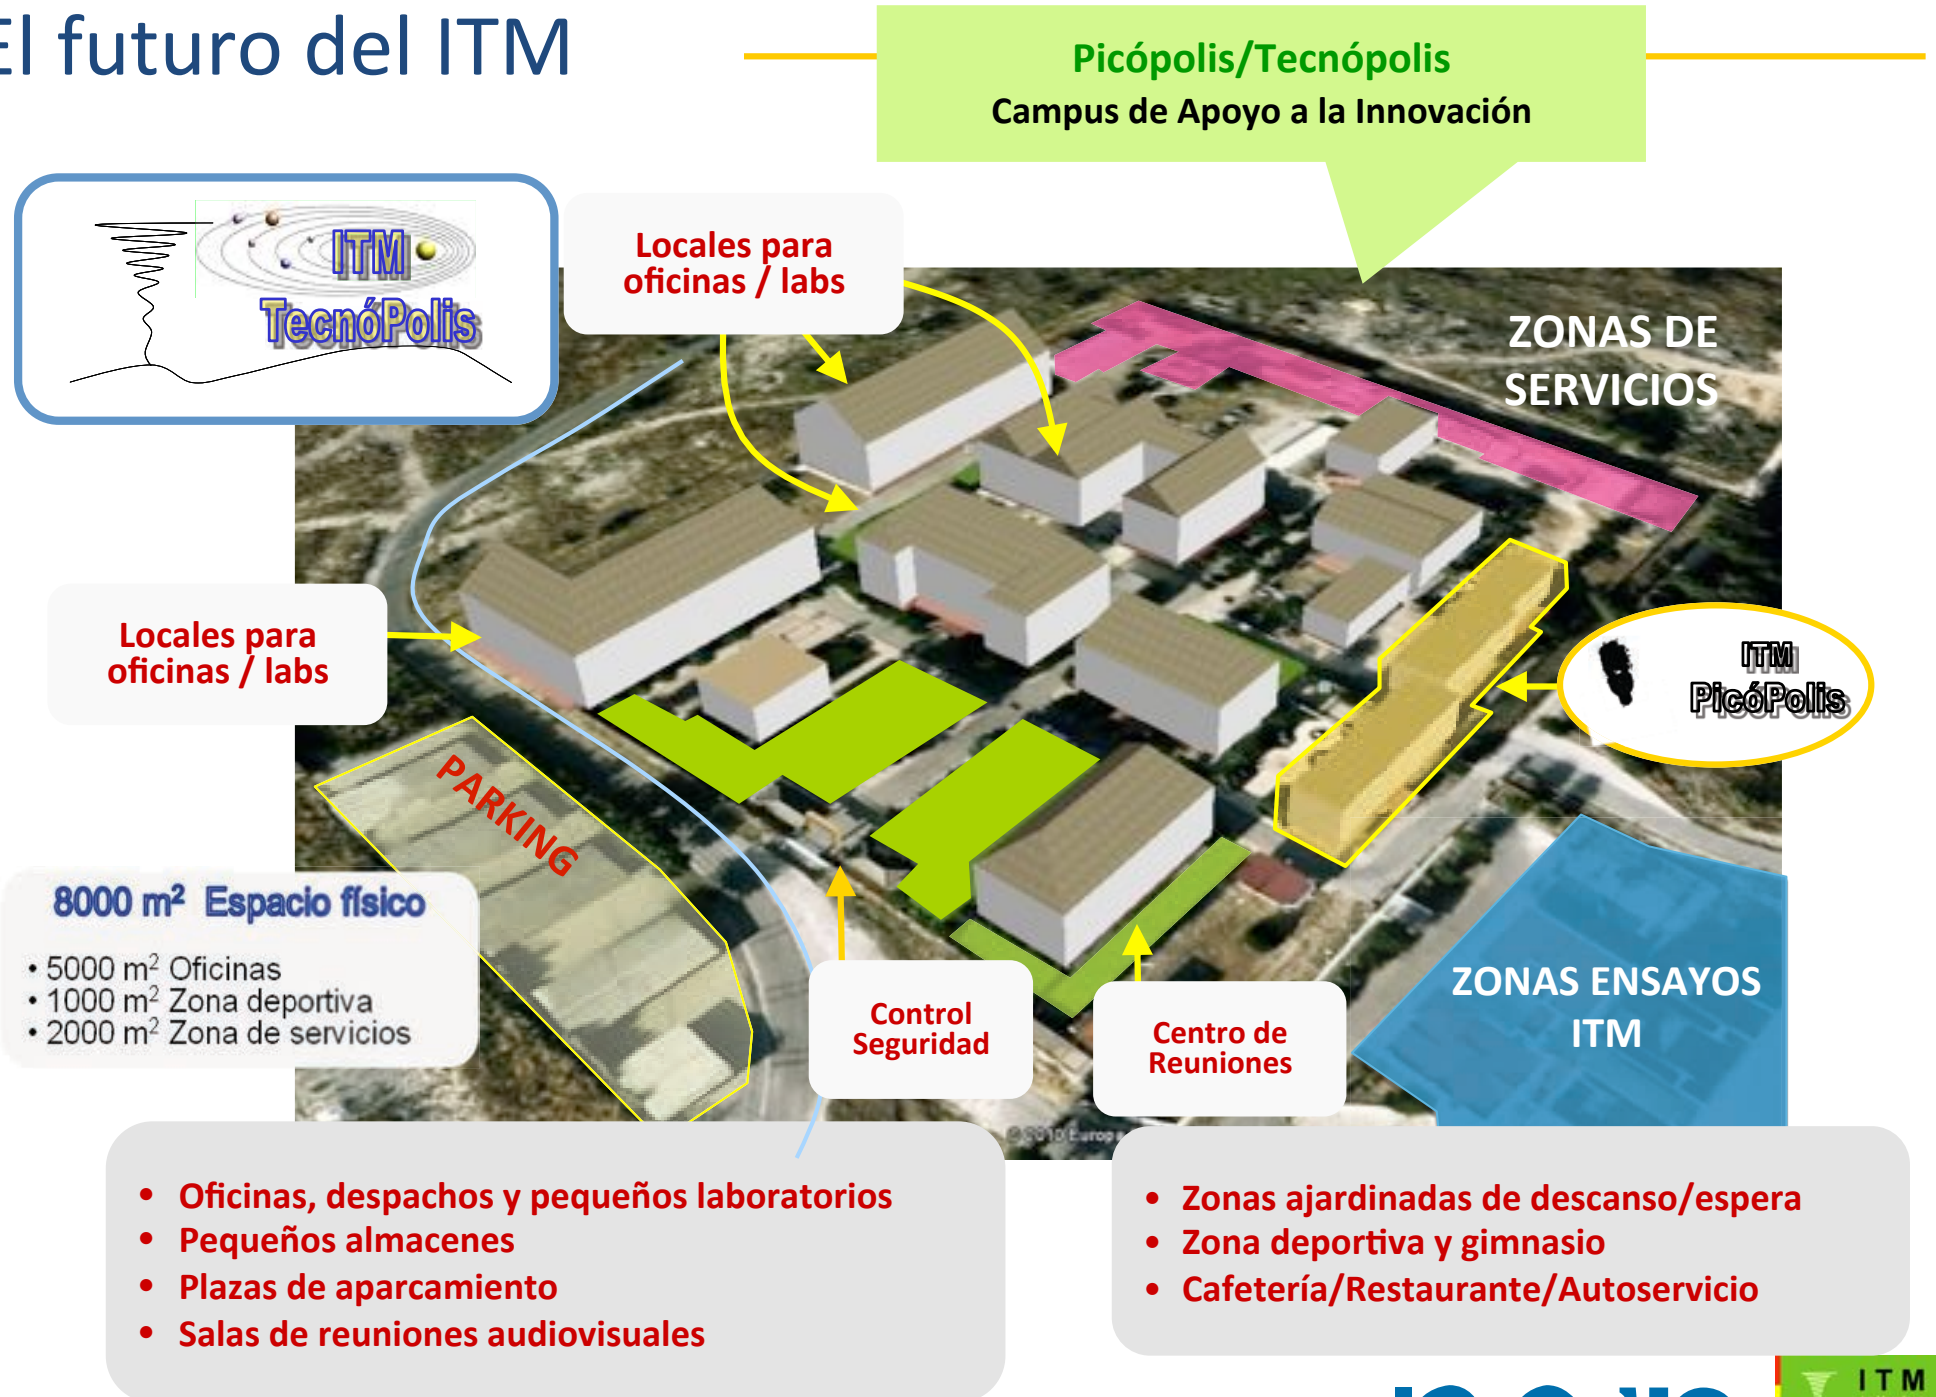 El futuro del ITM
Picópolis/Tecnópolis
Campus de Apoyo a la Innovación
ITM
TecnóPolis
Locales para
oficinas / labs
ZONAS DE
SERVICIOS
Locales para
oficinas / labs
ITM
PicóPolis
PARKING
8000 m² Espacio físico
• 5000 m² Oficinas
• 1000 m² Zona deportiva
• 2000 m² Zona de servicios
Control
Seguridad
Centro de
Reuniones
ZONAS ENSAYOS
ITM
© 2010 Europa
• Oficinas, despachos y pequeños laboratorios
• Pequeños almacenes
• Plazas de aparcamiento
• Salas de reuniones audiovisuales
• Zonas ajardinadas de descanso/espera
• Zona deportiva y gimnasio
• Cafetería/Restaurante/Autoservicio
ITM